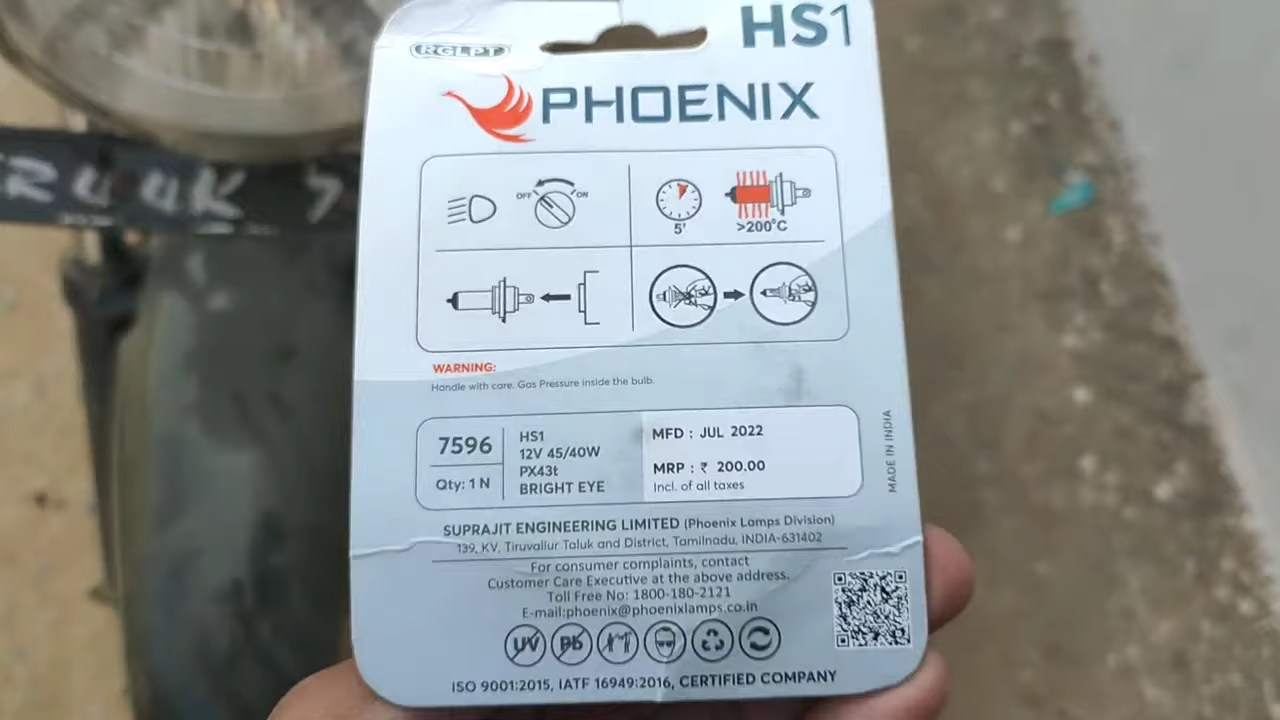 RGLPT
HS1
PHOENIX
OFF ON
5'
>200°C
WARNING:
Handle with care. Gas Pressure inside the bulb.
7596
Qty: 1 N
HS1
12V 45/40W
PX43t
BRIGHT EYE
MFD : JUL 2022
MRP : ₹ 200.00
Incl. of all taxes
MADE IN INDIA
SUPRAJIT ENGINEERING LIMITED (Phoenix Lamps Division)
139, KV, Tiruvallur Taluk and District, Tamilnadu, INDIA-631402
For consumer complaints, contact
Customer Care Executive at the above address.
Toll Free No: 1800-180-2121
E-mail:phoenix@phoenixlamps.co.in
UV Pb
ISO 9001:2015, IATF 16949:2016, CERTIFIED COMPANY